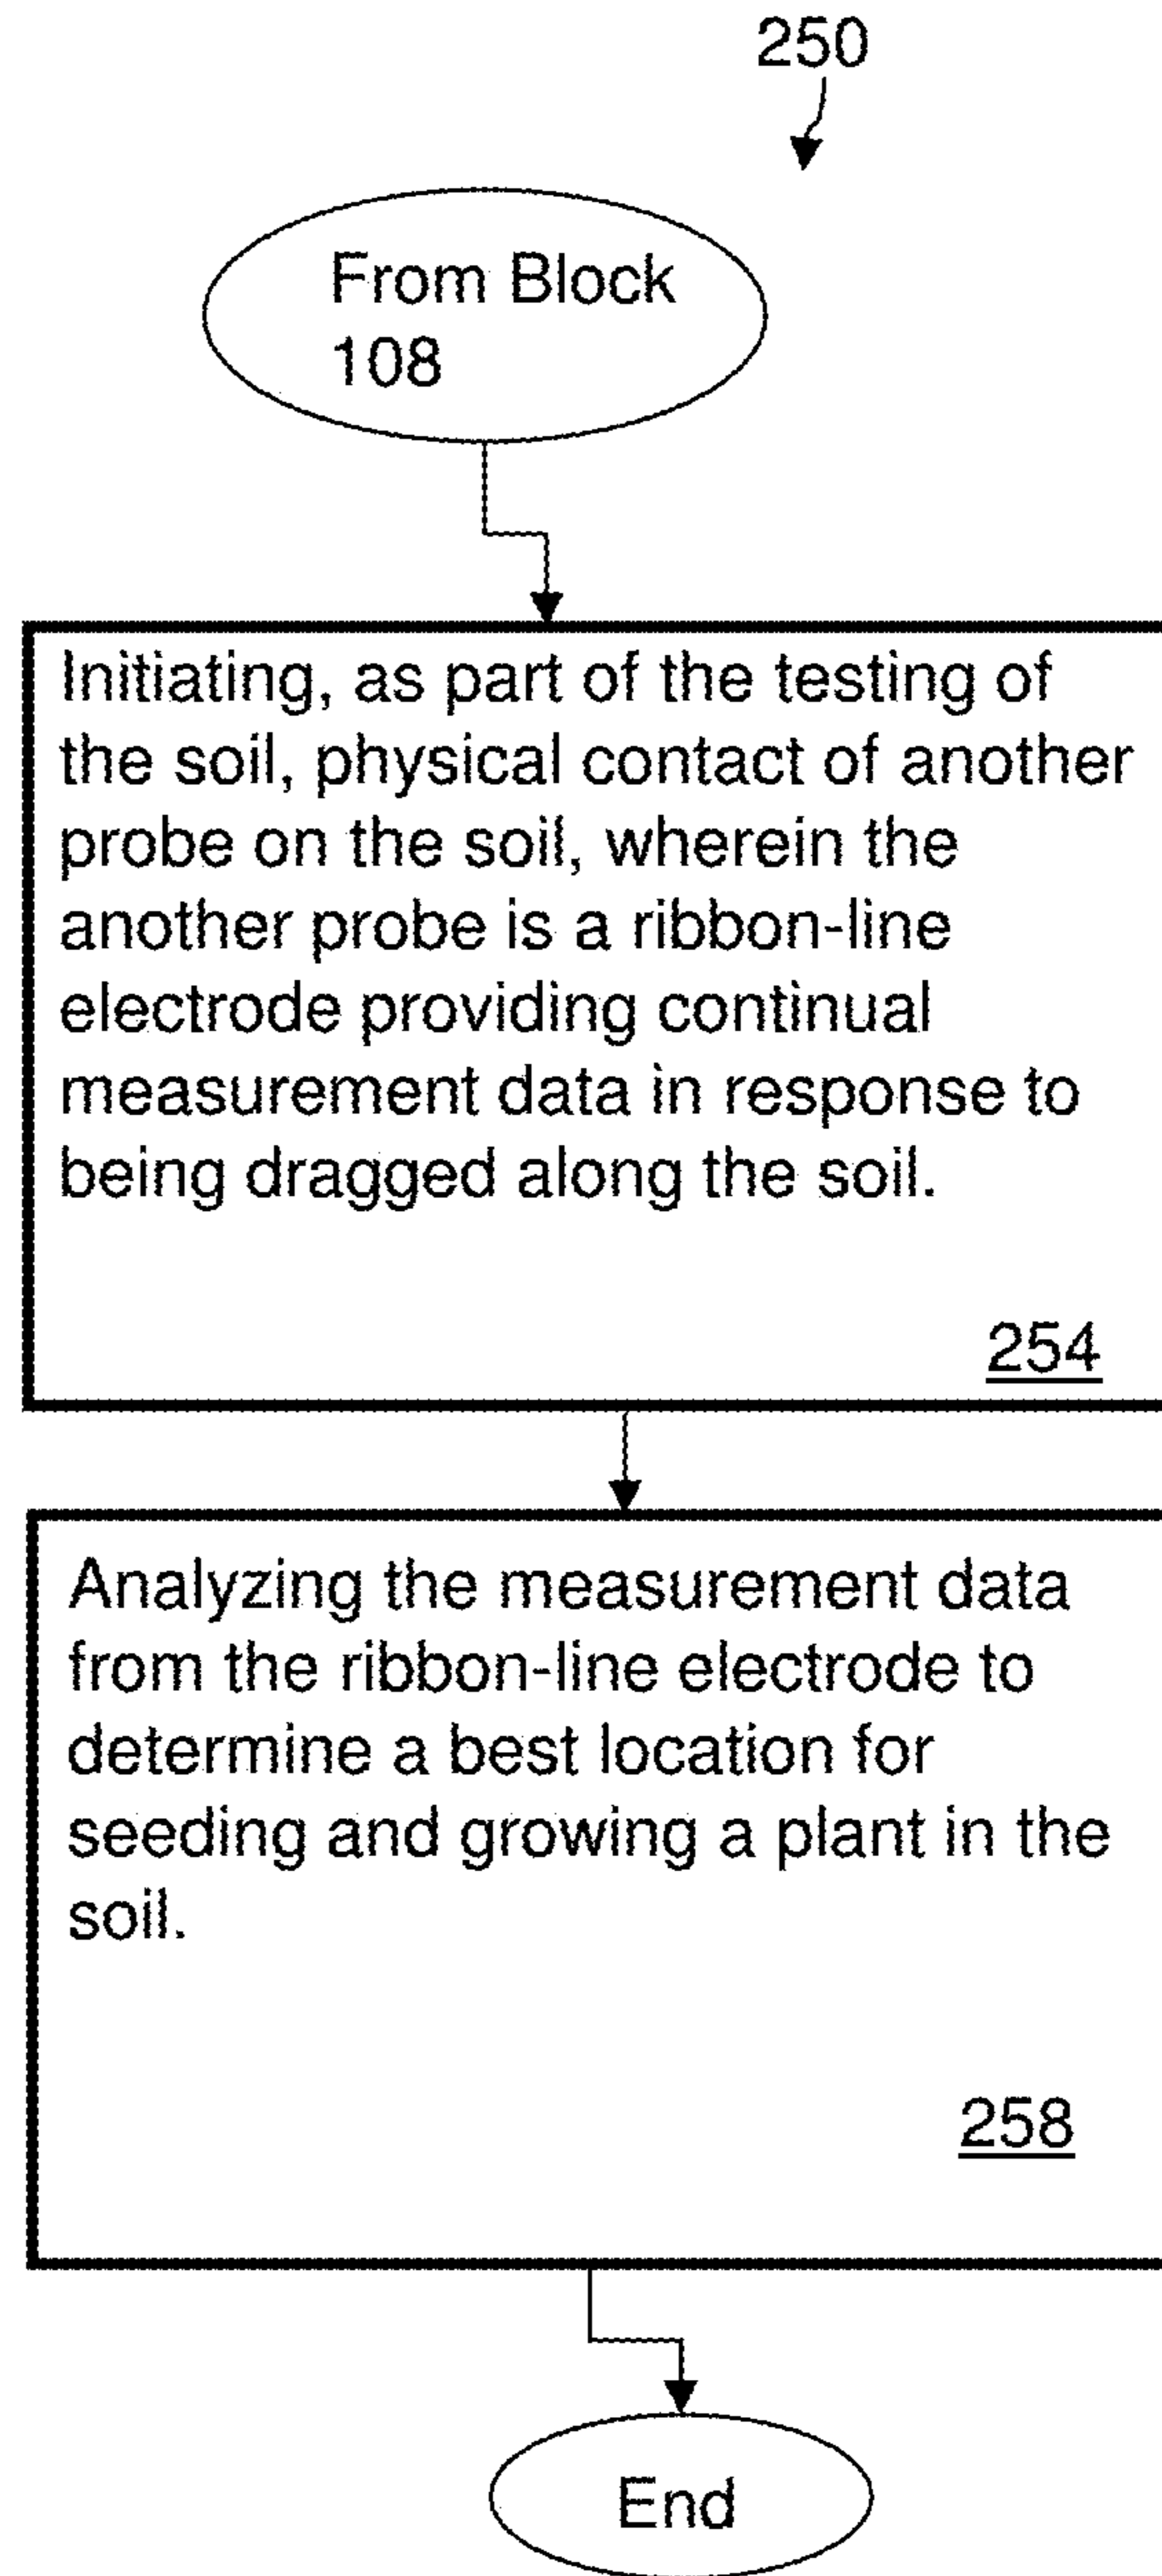 250
From Block
108
Initiating, as part of the testing of
the soil, physical contact of another
probe on the soil, wherein the
another probe is a ribbon-line
electrode providing continual
measurement data in response to
being dragged along the soil.
254
Analyzing the measurement data
from the ribbon-line electrode to
determine a best location for
seeding and growing a plant in the
soil.
258
End